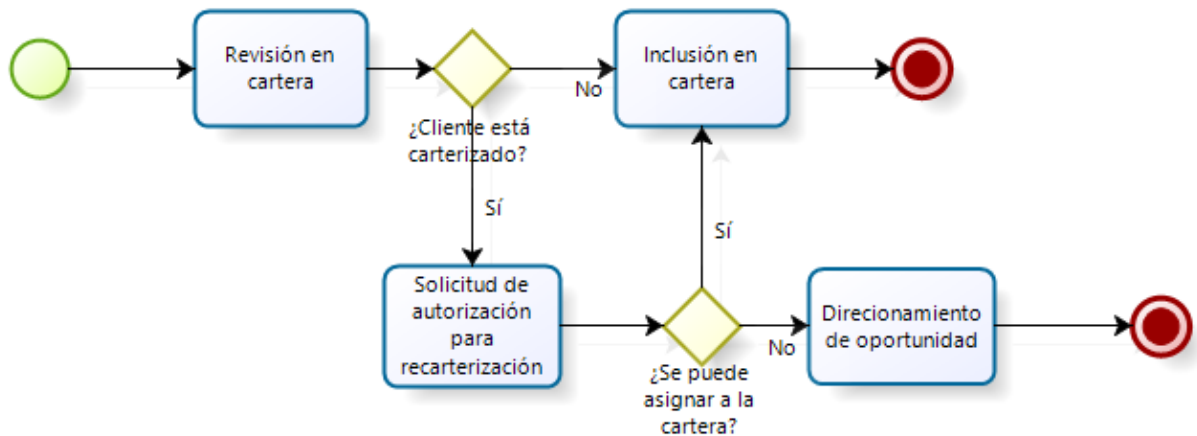 Revisión en
cartera
¿Cliente está
carterizado?
No
Inclusión en
cartera
Sí
Solicitud de
autorización
para
recarterización
Sí
¿Se puede
asignar a la
cartera?
No
Direcionamiento
de oportunidad